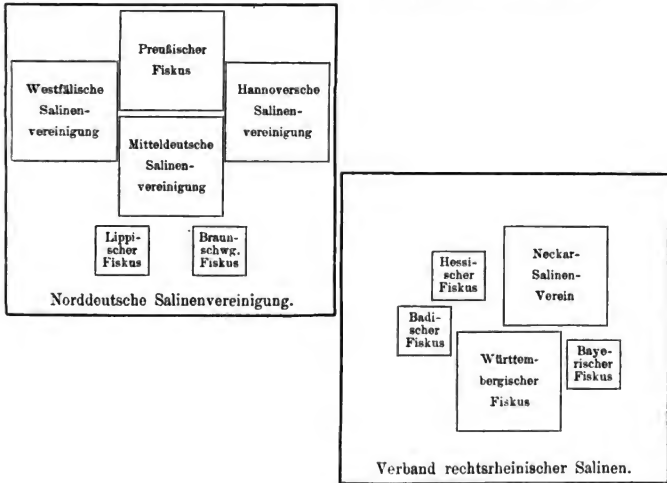 Preußischer
Fiskus
Westfälische
Salinen-
vereinigung
Hannoversche
Salinen-
vereinigung
Mitteldeutsche
Salinen-
vereinigung
Lippi-
scher
Fiskus
Braun-
schwg.
Fiskus
Norddeutsche Salinenvereinigung.
Neckar-
Salinen-
Verein
Hessi-
scher
Fiskus
Badi-
scher
Fiskus
Württem-
bergischer
Fiskus
Baye-
rischer
Fiskus
Verband rechtsrheinischer Salinen.